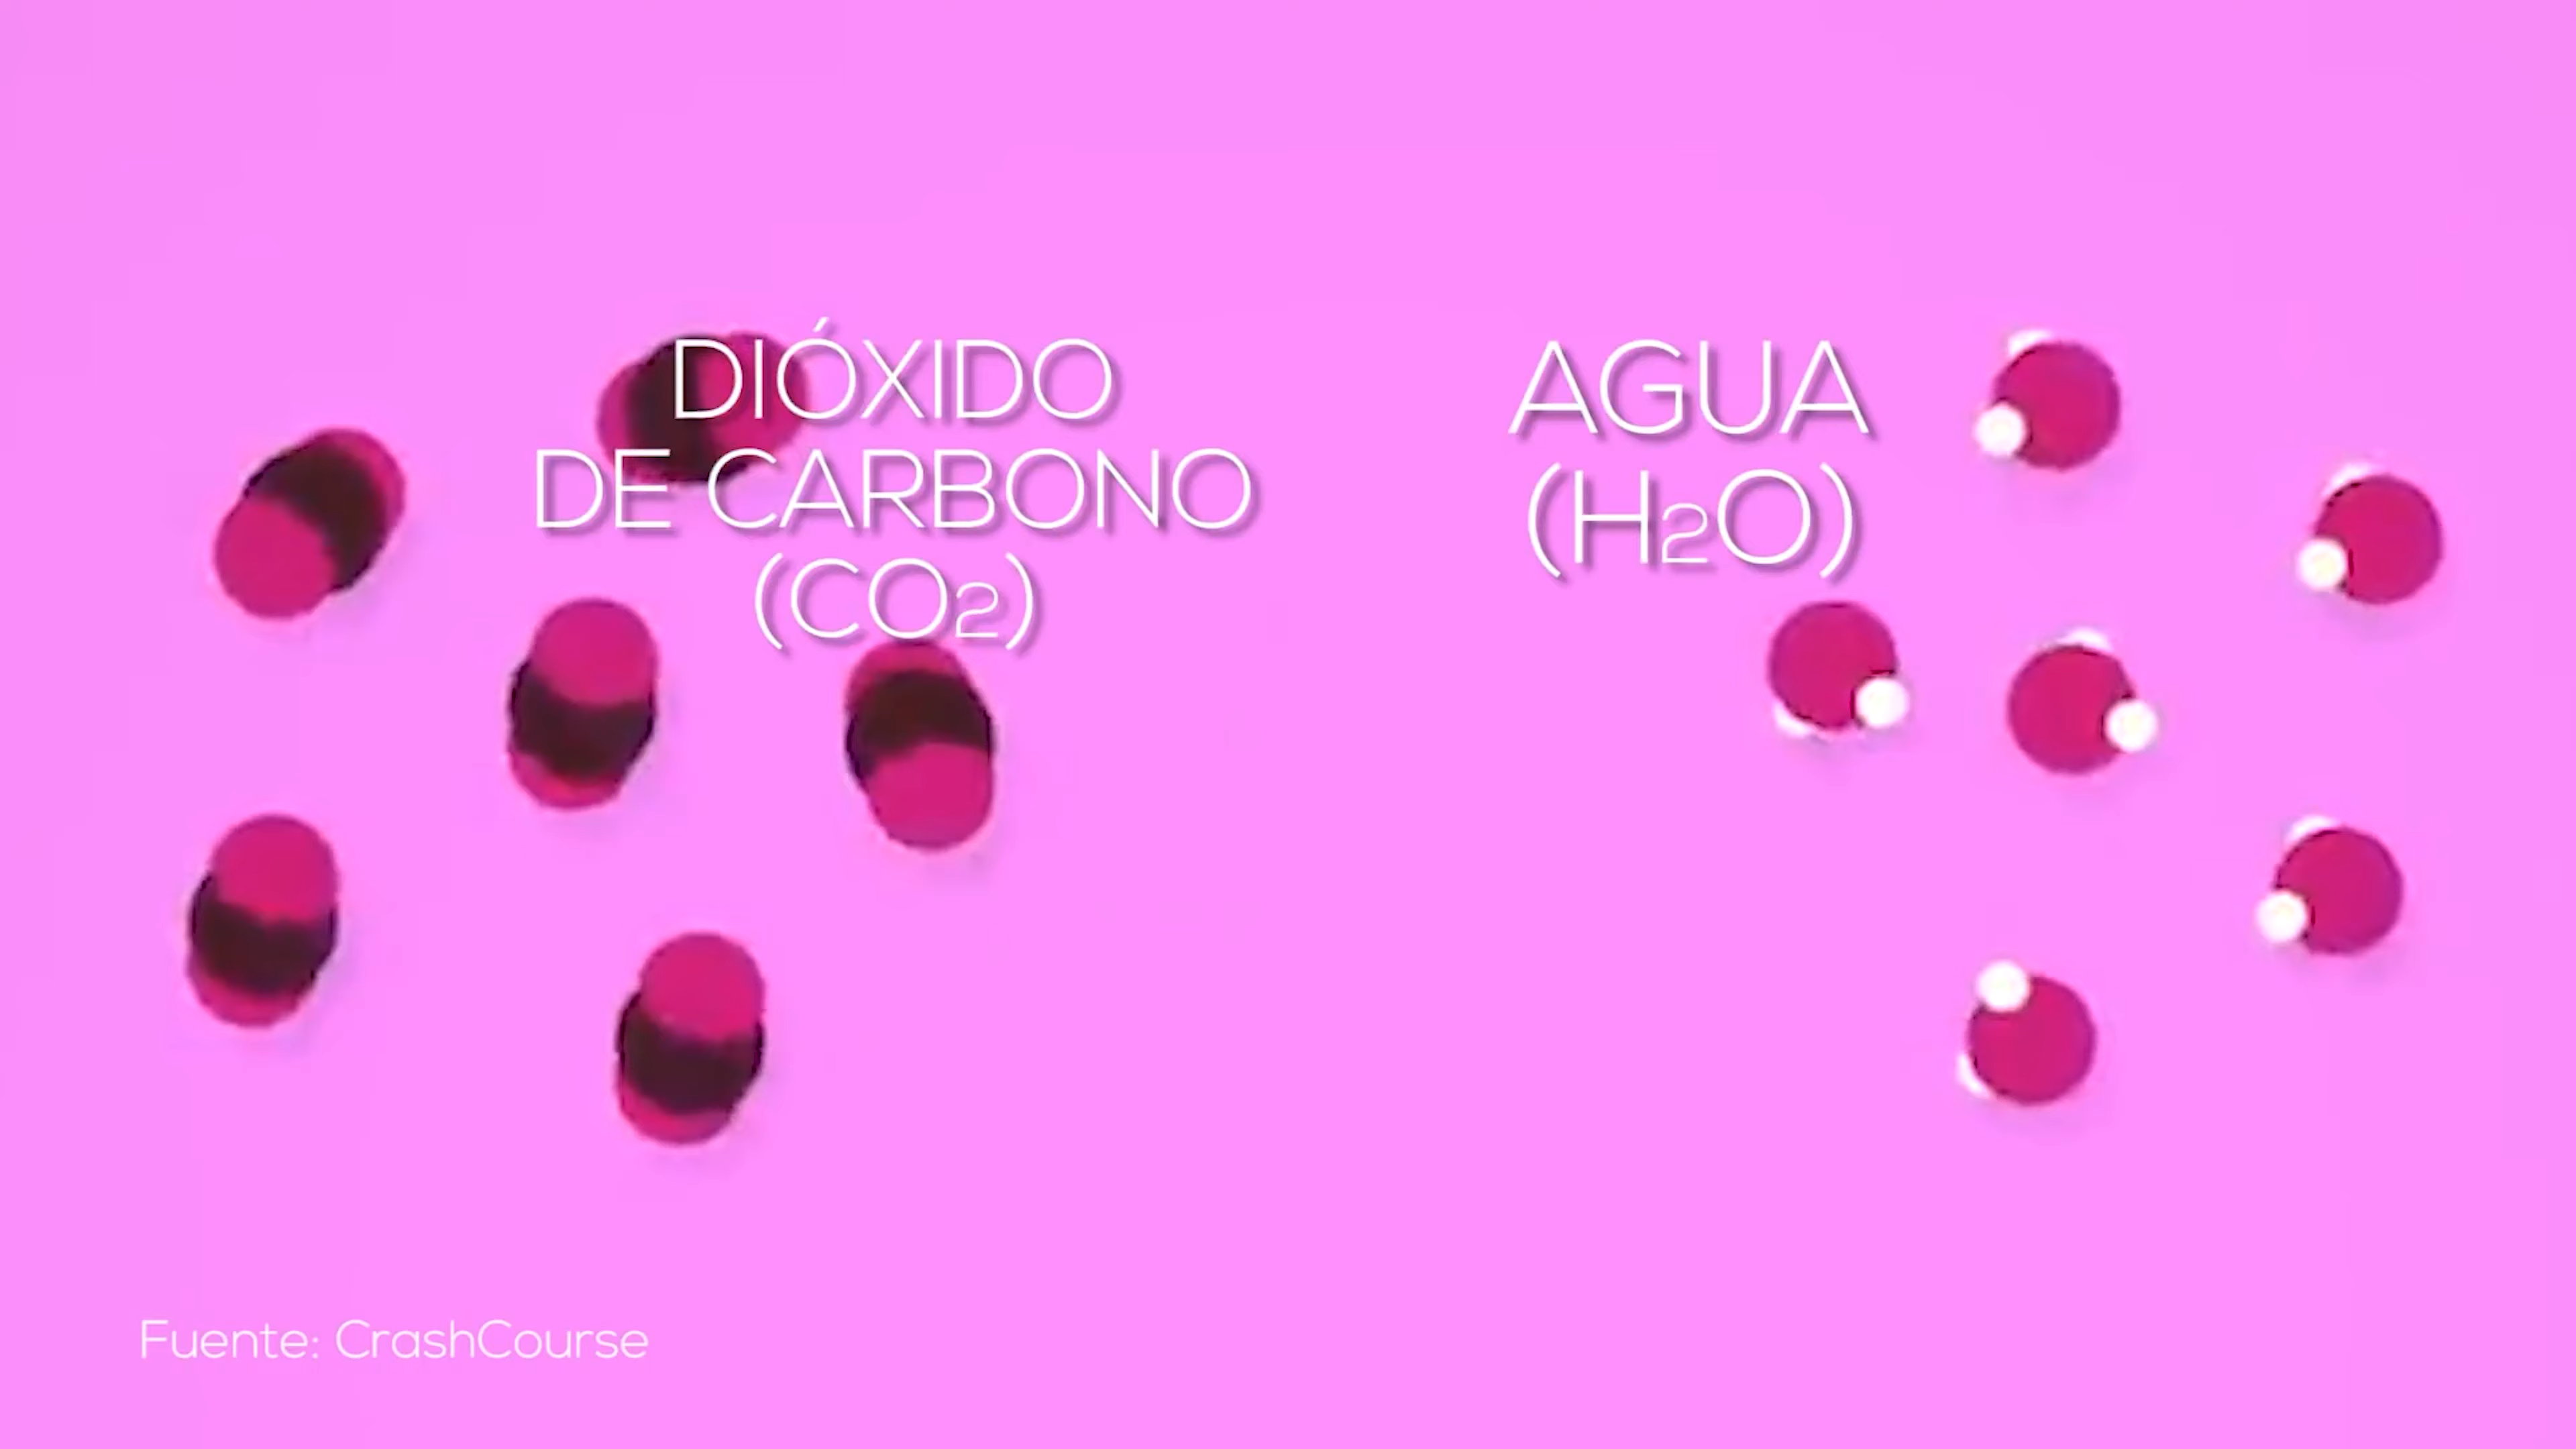 DIÓXIDO
DE CARBONO
(CO2)
AGUA
(H2O)
Fuente: CrashCourse